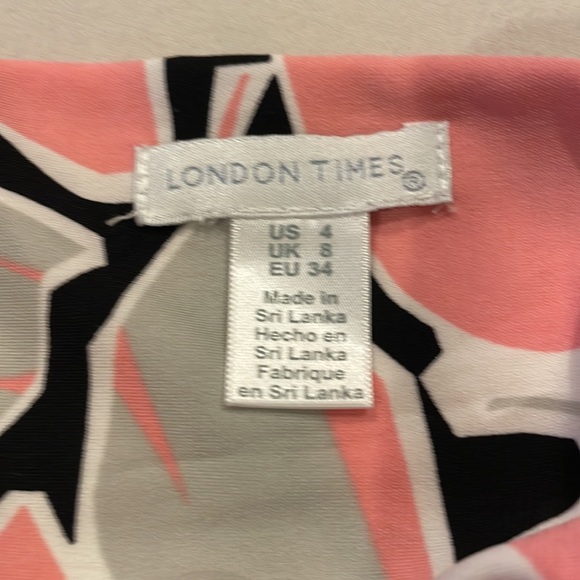 LONDON TIMES®
US 4
UK 8
EU 34
Made in
Sri Lanka
Hecho en
Sri Lanka
Fabrique
en Sri Lanka